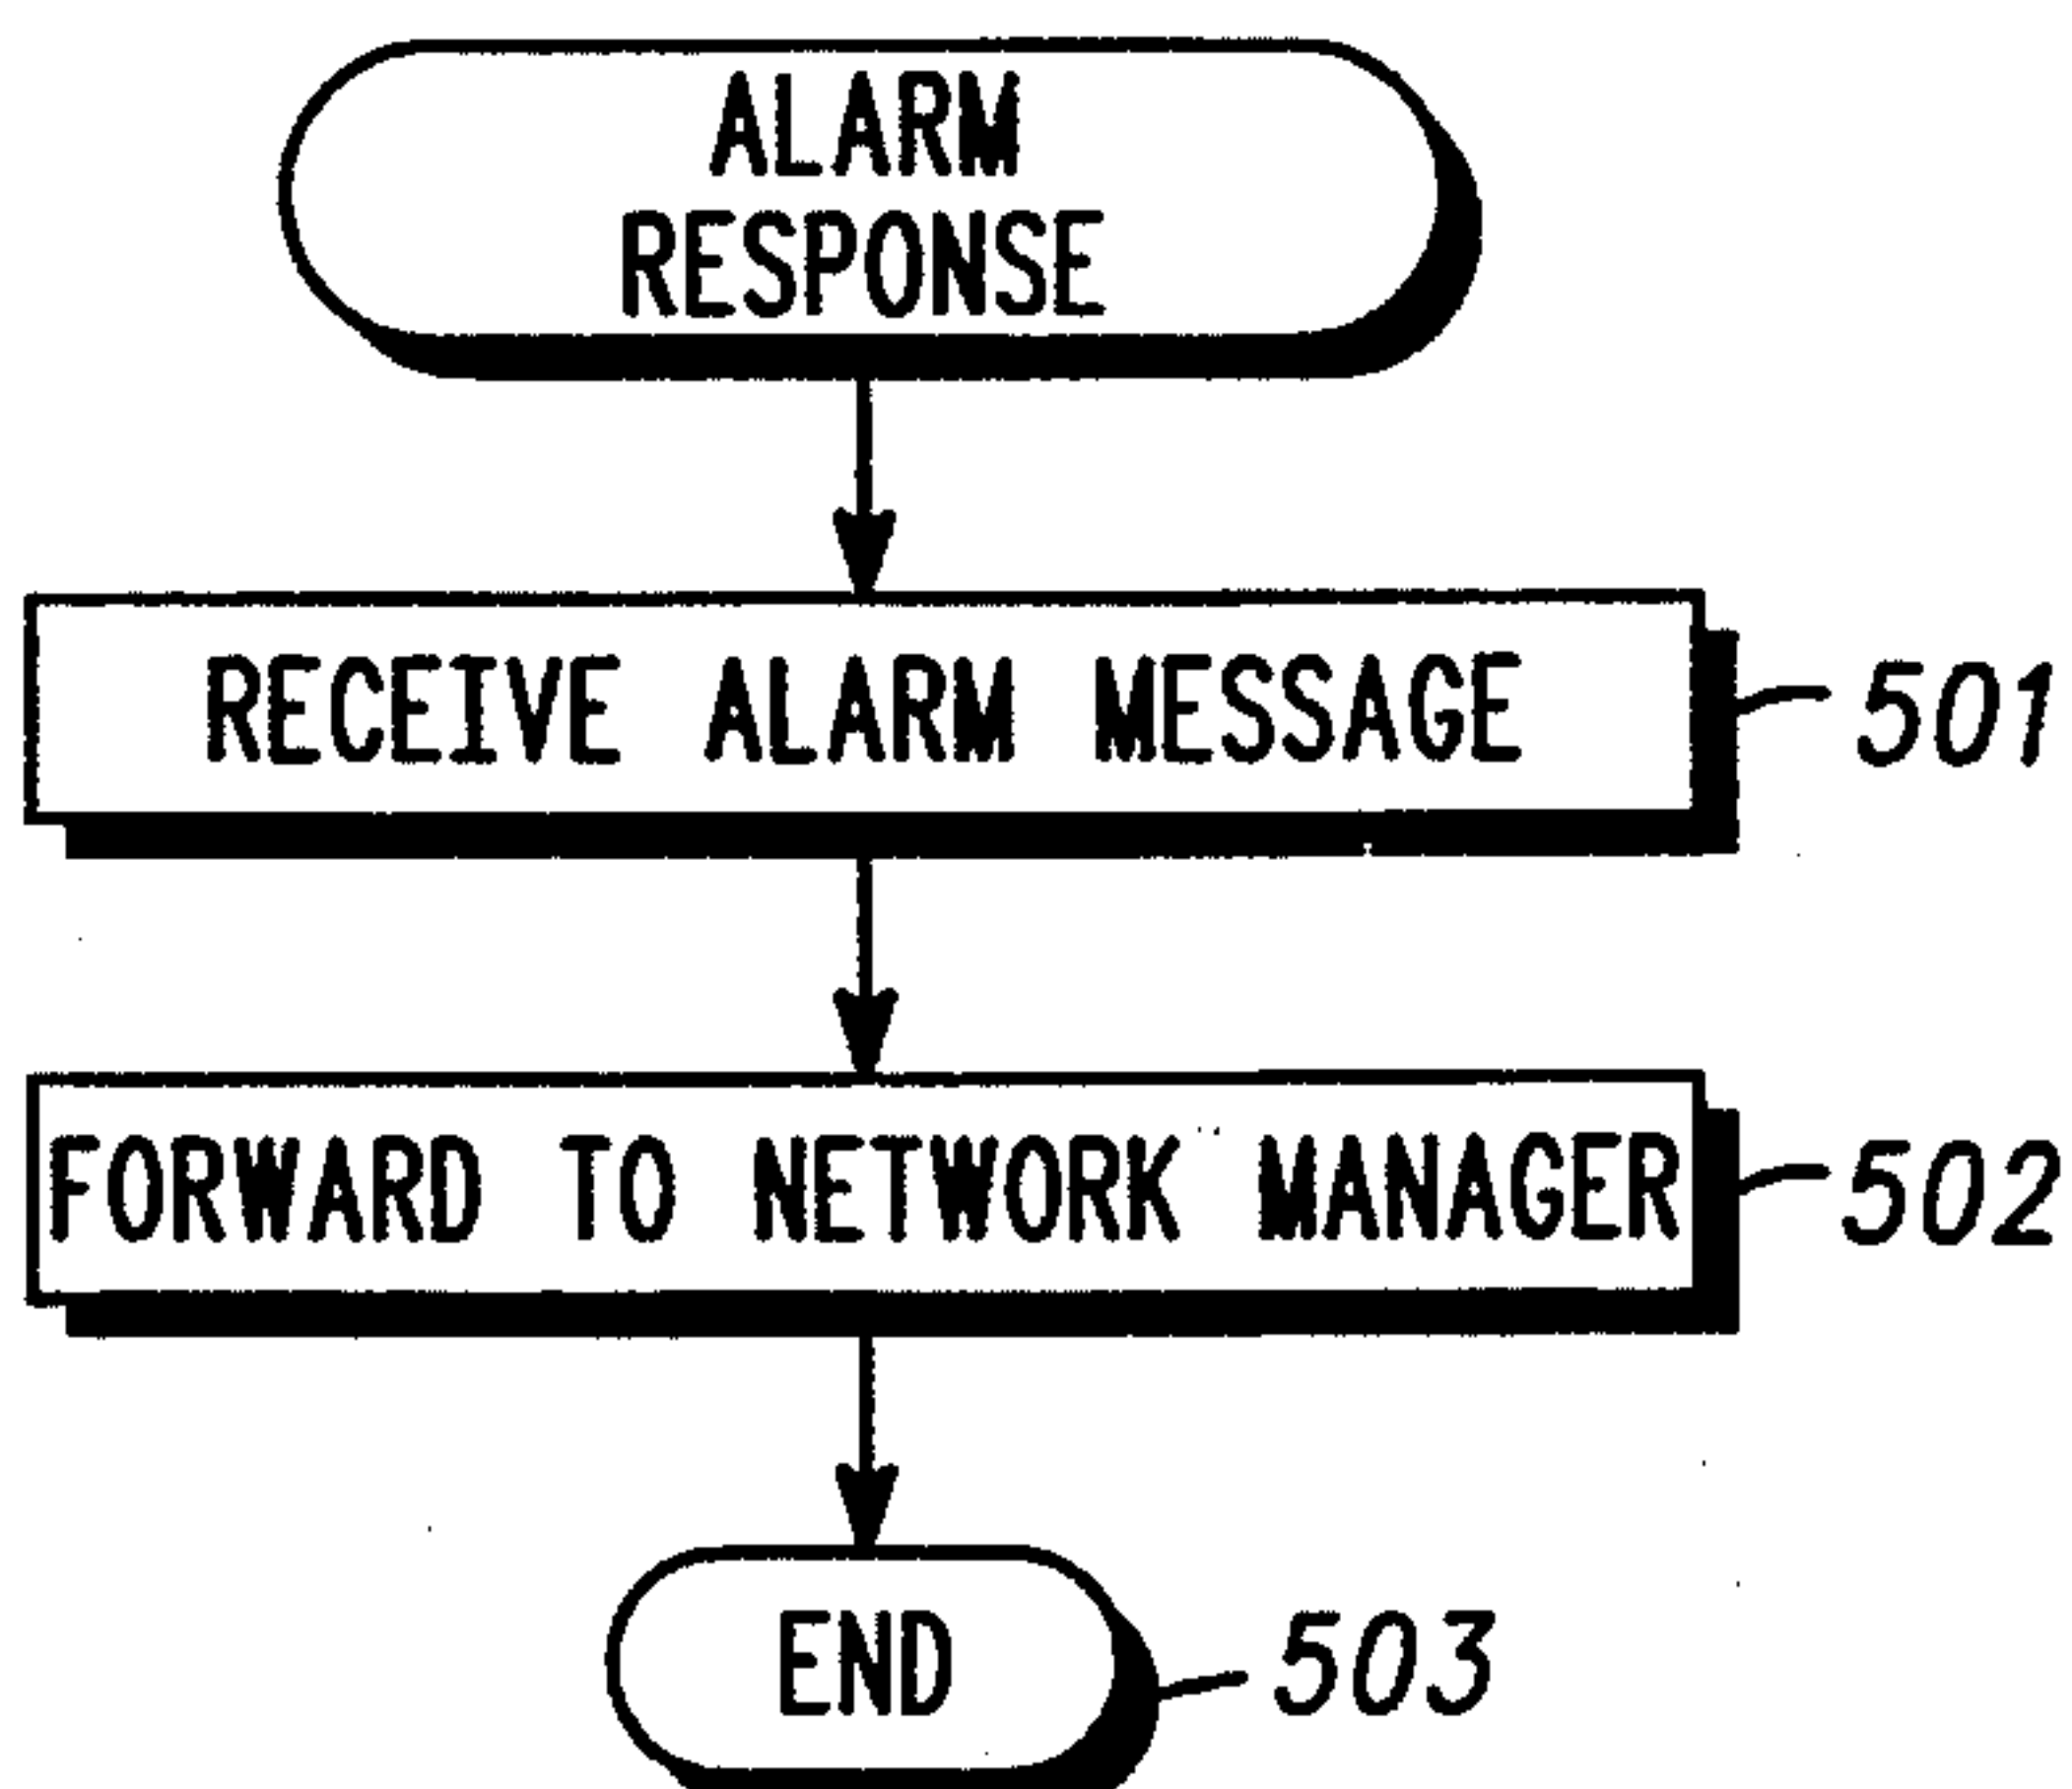 ALARM
RESPONSE
RECEIVE ALARM MESSAGE
501
FORWARD TO NETWORK MANAGER
502
END
503